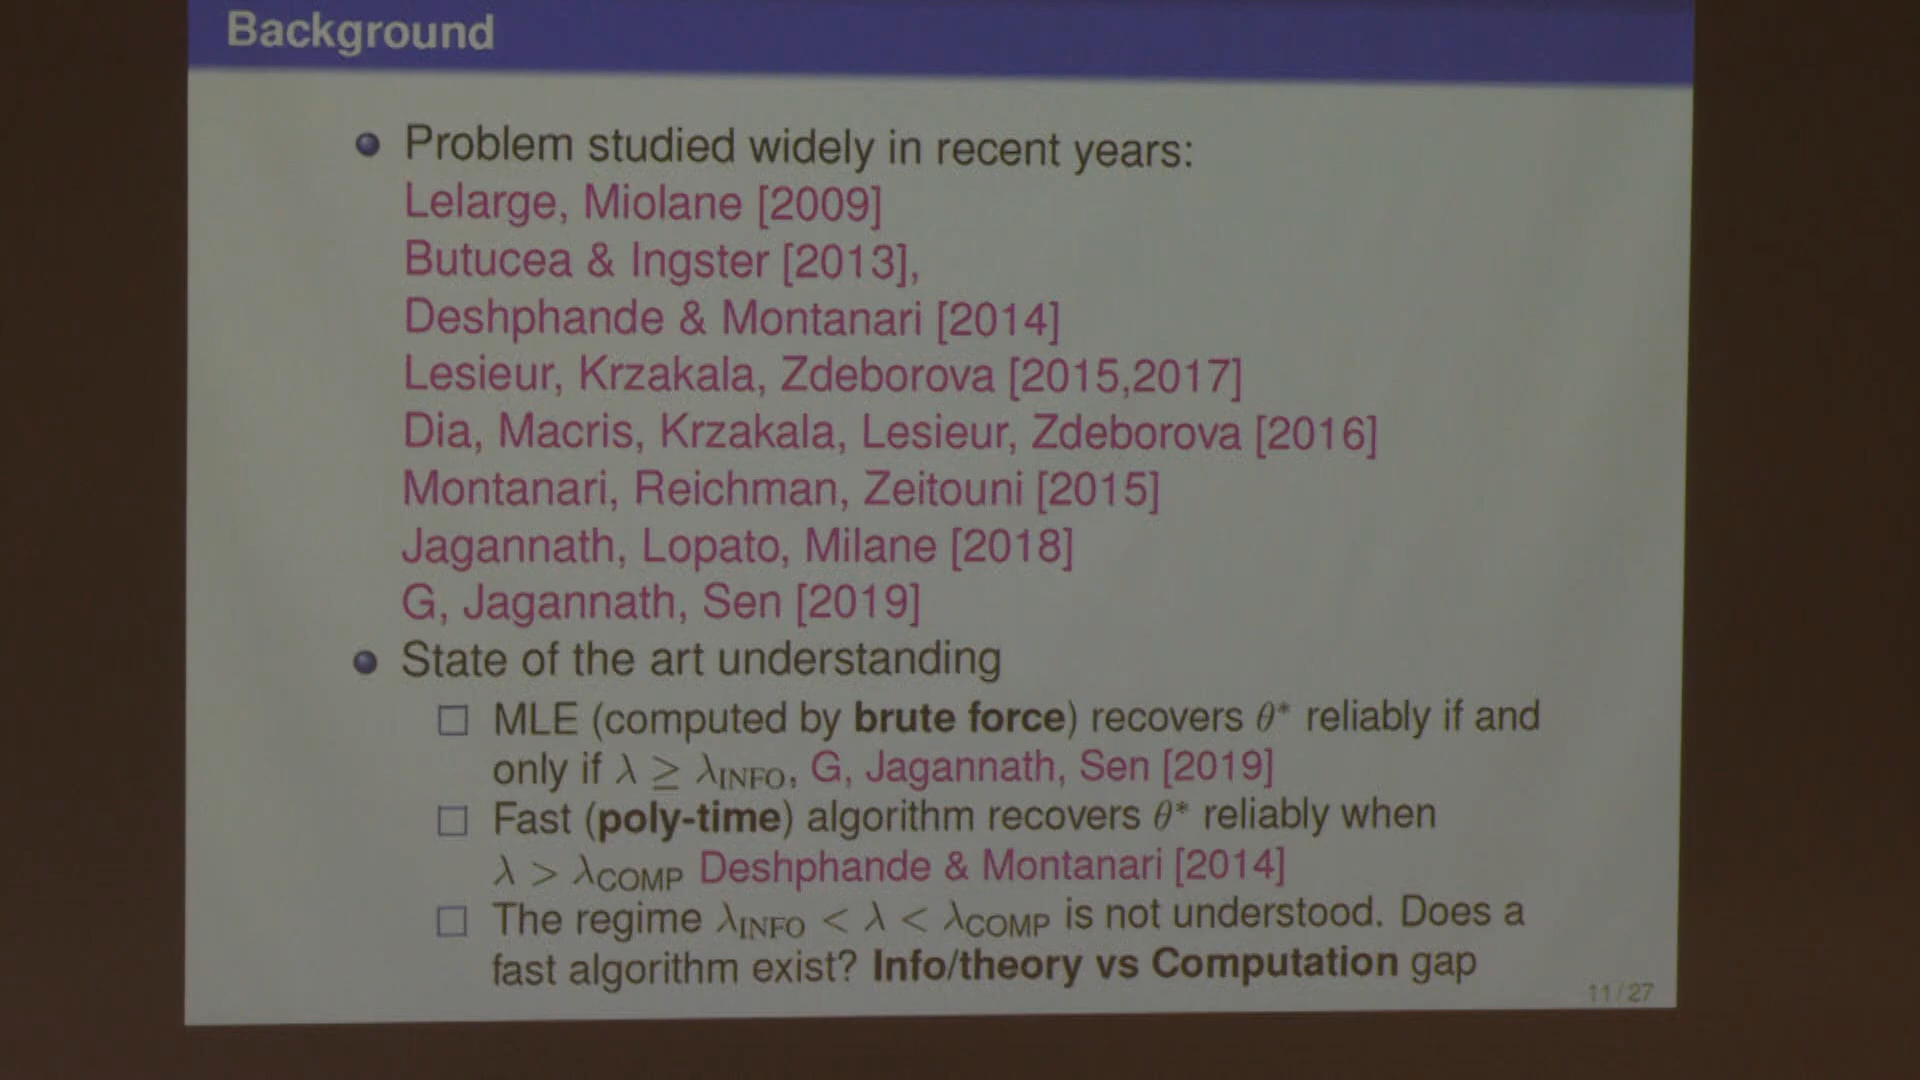 Background
Problem studied widely in recent years:
Lelarge, Miolane [2009]
Butucea & Ingster [2013],
Deshphande & Montanari [2014]
Lesieur, Krzakala, Zdeborova [2015,2017]
Dia, Macris, Krzakala, Lesieur, Zdeborova [2016]
Montanari, Reichman, Zeitouni [2015]
Jagannath, Lopato, Milane [2018]
G, Jagannath, Sen [2019]
State of the art understanding
MLE (computed by brute force) recovers θ* reliably if and
only if λ ≥ λINFO, G, Jagannath, Sen [2019]
Fast (poly-time) algorithm recovers θ* reliably when
λ > λCOMP Deshphande & Montanari [2014]
The regime λINFO < λ < λCOMP is not understood. Does a
fast algorithm exist? Info/theory vs Computation gap
11/27